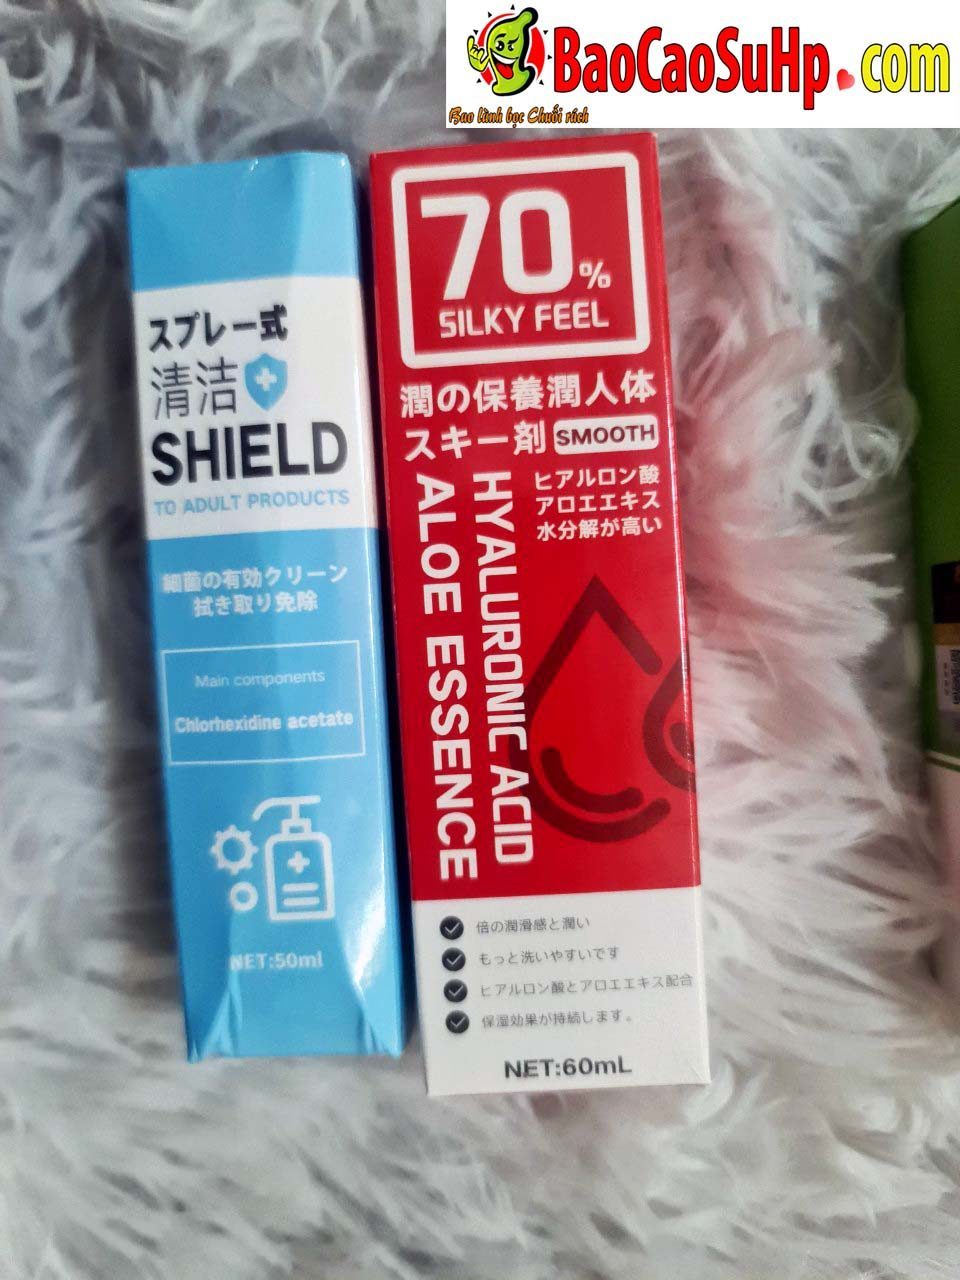 BaoCaoSuHp.com
Bao lành bọc Chuối rách
スプレー式
清洁
SHIELD
TO ADULT PRODUCTS
细菌の有効クリーン
拭き取り免除
Main components
Chlorhexidine acetate
NET:50ml
70%
SILKY FEEL
潤の保養潤人体
スキー剤 SMOOTH
ヒアルロン酸
アロエエキス
水分解が高い
HYALURONIC ACID
ALOE ESSENCE
倍の潤滑感と潤い
もっと洗いやすいです
ヒアルロン酸とアロエエキス配合
保湿効果が持続します。
NET:60mL